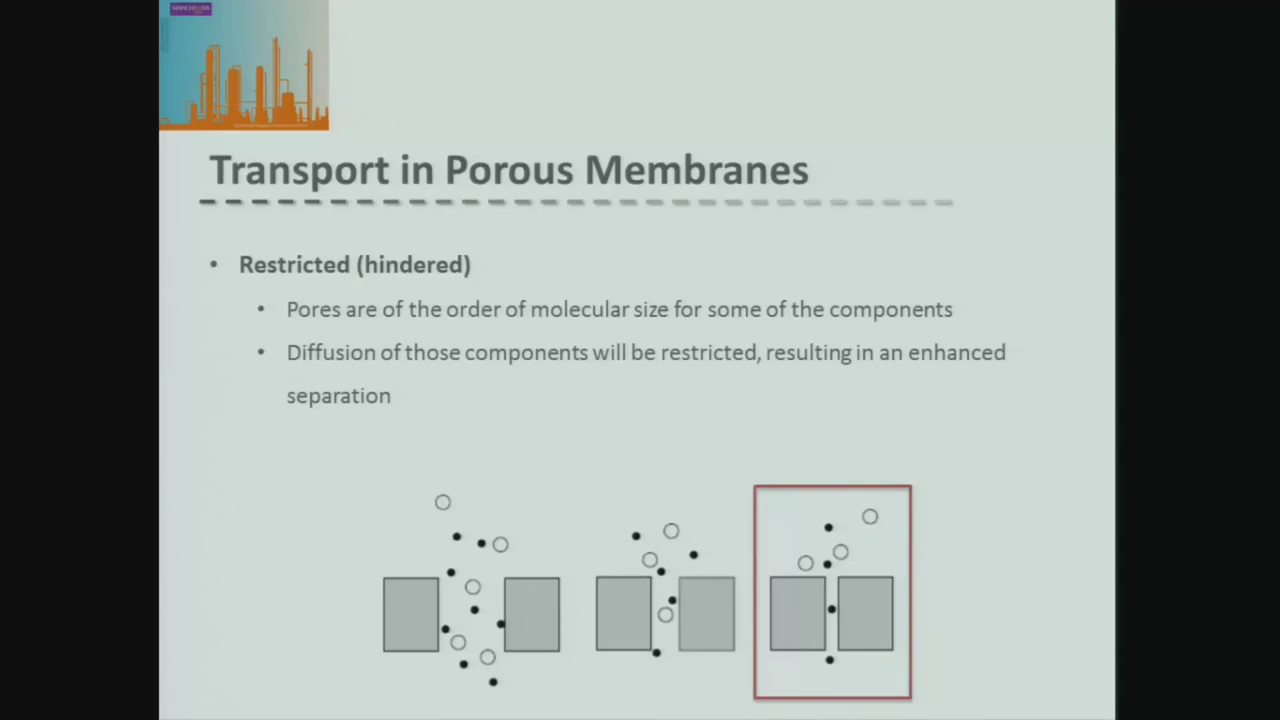 Transport in Porous Membranes
• Restricted (hindered)
• Pores are of the order of molecular size for some of the components
• Diffusion of those components will be restricted, resulting in an enhanced
separation